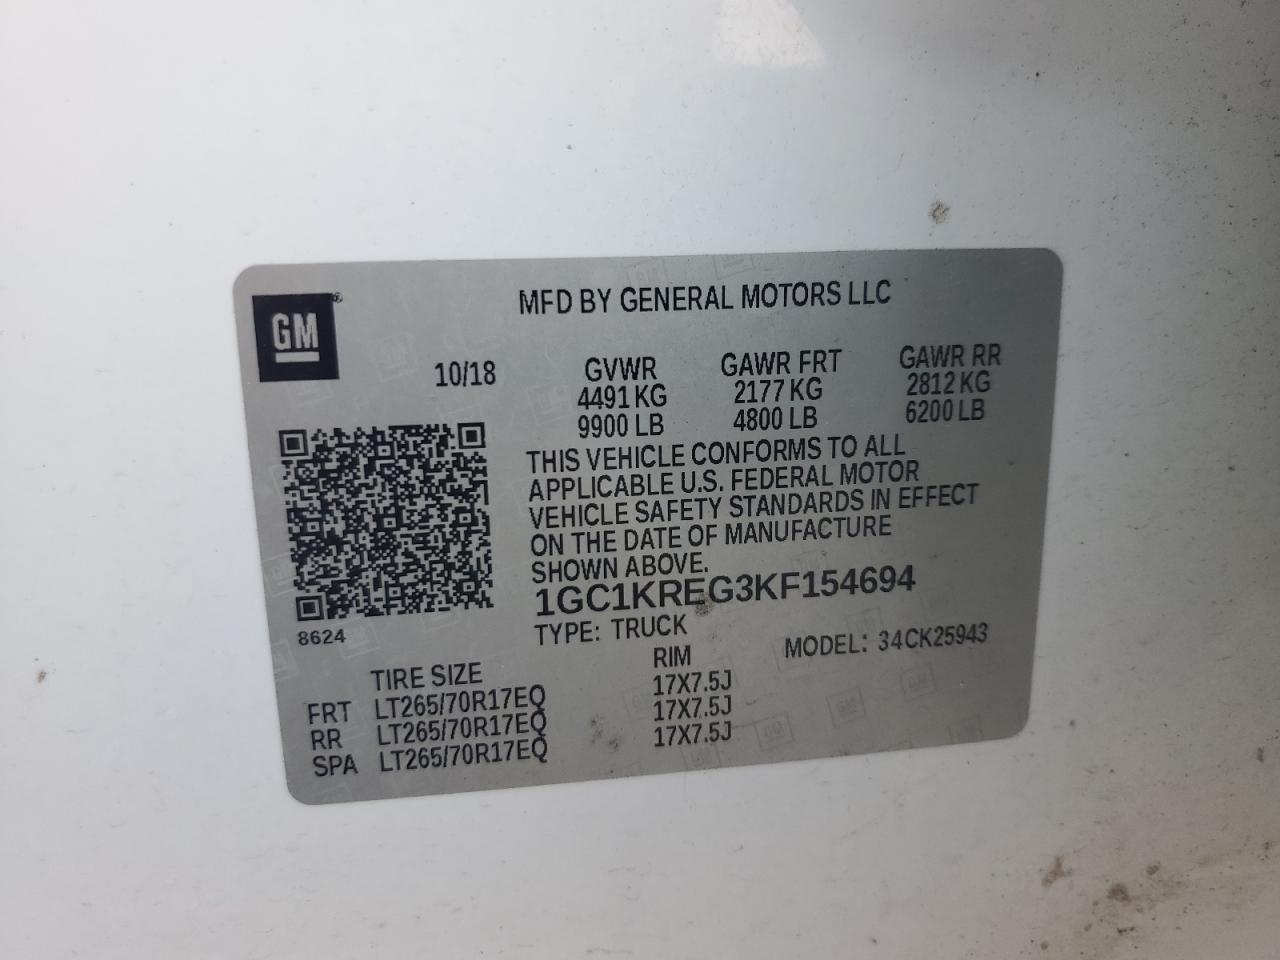 GM
MFD BY GENERAL MOTORS LLC
10/18 GVWR GAWR FRT GAWR RR
4491 KG 2177 KG 2812 KG
9900 LB 4800 LB 6200 LB
THIS VEHICLE CONFORMS TO ALL
APPLICABLE U.S. FEDERAL MOTOR
VEHICLE SAFETY STANDARDS IN EFFECT
ON THE DATE OF MANUFACTURE
SHOWN ABOVE.
1GC1KREG3KF154694
8624
TYPE: TRUCK MODEL: 34CK25943
TIRE SIZE RIM
FRT LT265/70R17EQ 17X7.5J
RR LT265/70R17EQ 17X7.5J
SPA LT265/70R17EQ 17X7.5J